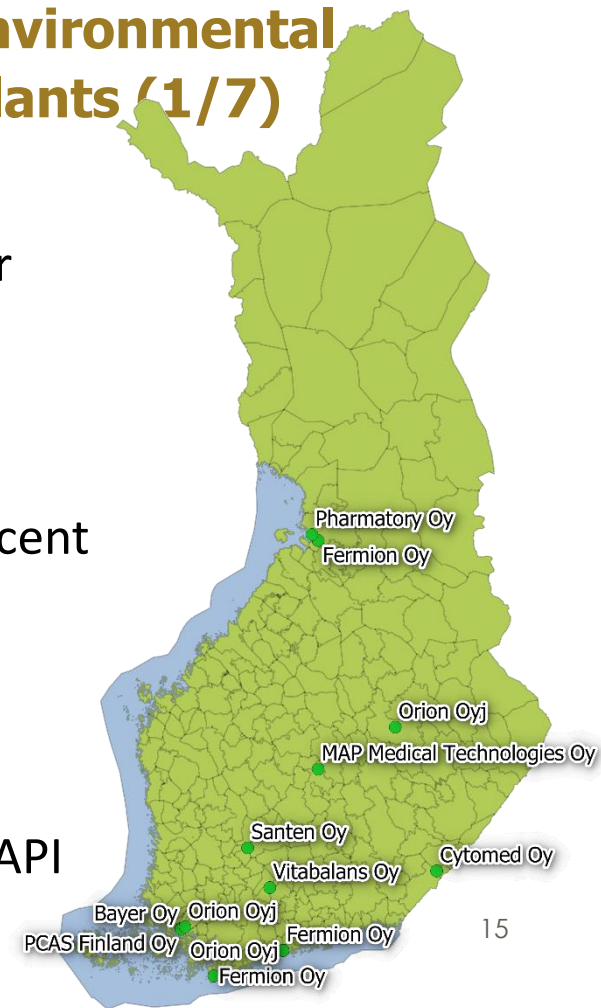 nvironmental
lants (1/7)
r
cent
API
Pharmatory Oy
Fermion Oy
Orion Oyj
MAP Medical Technologies Oy
Santen Oy
Cytomed Oy
Vitabalans Oy
Bayer Oy Orion Oyj
PCAS Finland Oy Orion Oyj Fermion Oy
Fermion Oy
15